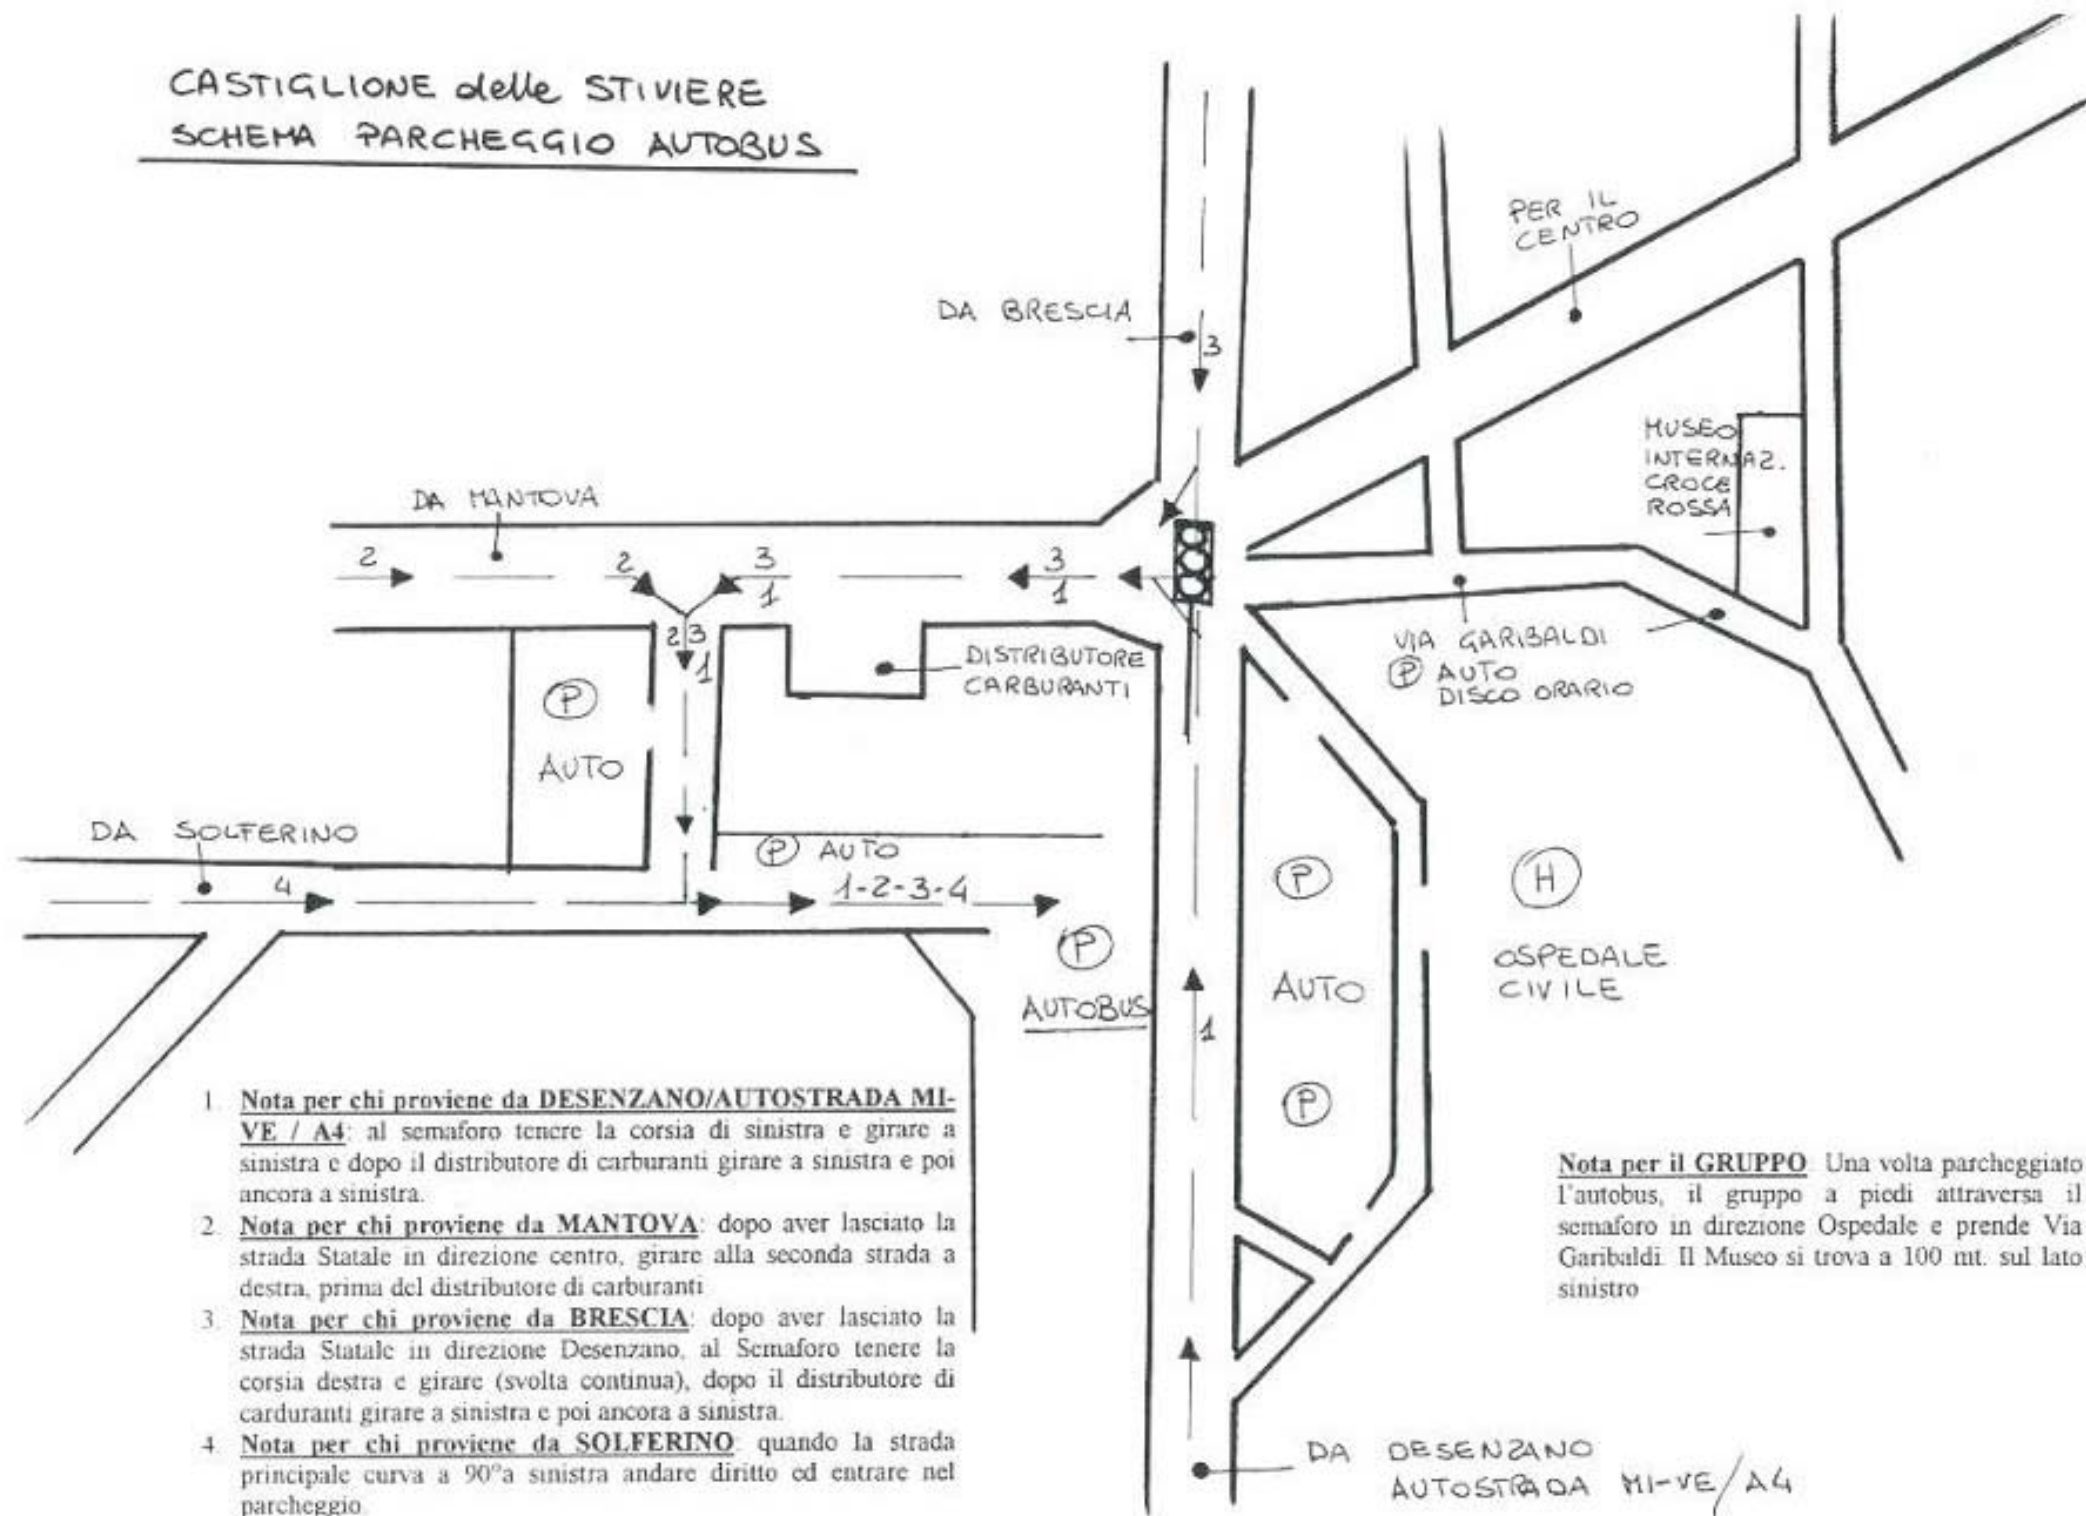 CASTIGLIONE delle STIVIERE
SCHEMA PARCHEGGIO AUTOBUS
PER IL
CENTRO
DA BRESCIA
3
MUSEO
INTERNAZ.
CROCE
ROSSA
DA MANTOVA
2
2
3
1
3
1
2 3
1
DISTRIBUTORE
CARBURANTI
VIA GARIBALDI
P AUTO
DISCO ORARIO
P
AUTO
DA SOLFERINO
4
P AUTO
1-2-3-4
P
AUTOBUS
P
AUTO
P
1
H
OSPEDALE
CIVILE
1. Nota per chi proviene da DESENZANO/AUTOSTRADA MI-
VE / A4: al semaforo tenere la corsia di sinistra e girare a
sinistra e dopo il distributore di carburanti girare a sinistra e poi
ancora a sinistra.
2. Nota per chi proviene da MANTOVA: dopo aver lasciato la
strada Statale in direzione centro, girare alla seconda strada a
destra, prima del distributore di carburanti
3. Nota per chi proviene da BRESCIA: dopo aver lasciato la
strada Statale in direzione Desenzano, al Semaforo tenere la
corsia destra e girare (svolta continua), dopo il distributore di
carduranti girare a sinistra e poi ancora a sinistra.
4. Nota per chi proviene da SOLFERINO: quando la strada
principale curva a 90°a sinistra andare diritto ed entrare nel
parcheggio.
Nota per il GRUPPO: Una volta parcheggiato
l'autobus, il gruppo a piedi attraversa il
semaforo in direzione Ospedale e prende Via
Garibaldi. Il Museo si trova a 100 mt. sul lato
sinistro
DA DESENZANO
AUTOSTRADA MI-VE/A4